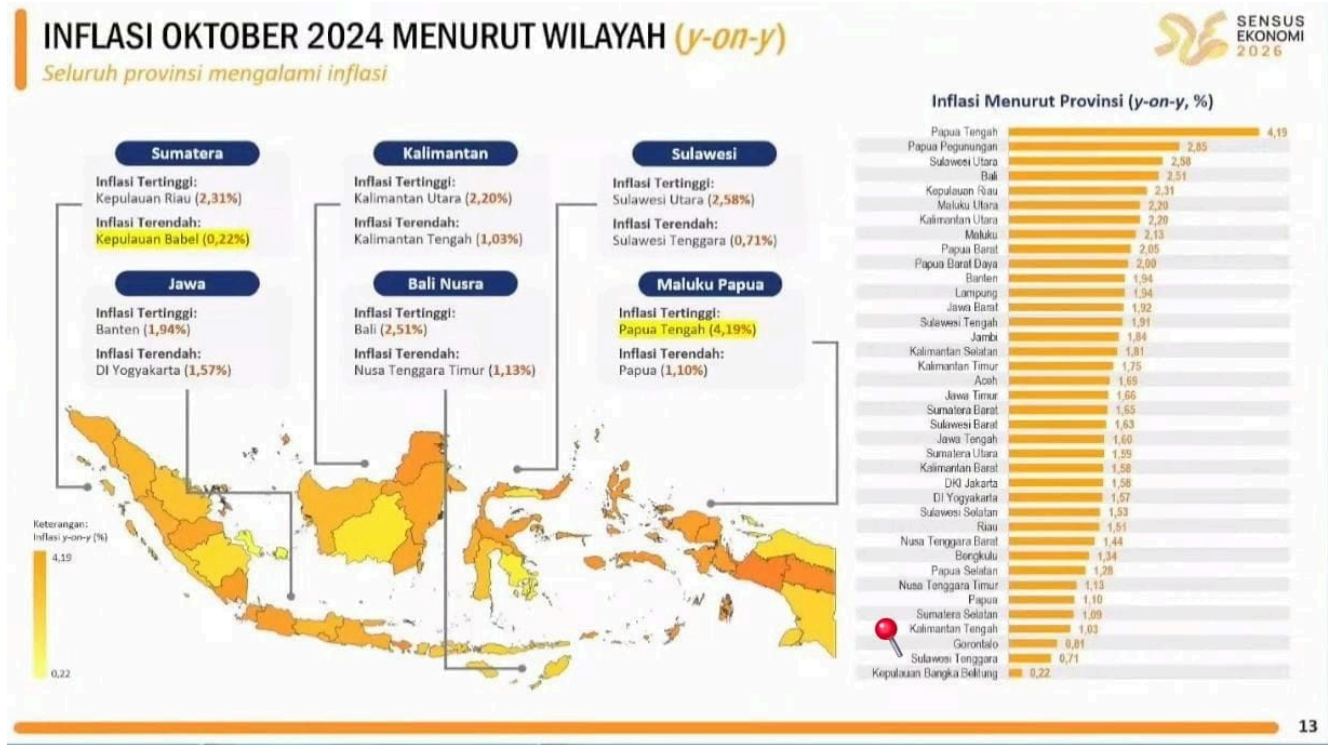 INFLASI OKTOBER 2024 MENURUT WILAYAH (y-on-y)
Seluruh provinsi mengalami inflasi
SENSUS
EKONOMI
2026
Sumatera
Inflasi Tertinggi:
Kepulauan Riau (2,31%)
Inflasi Terendah:
Kepulauan Babel (0,22%)
Kalimantan
Inflasi Tertinggi:
Kalimantan Utara (2,20%)
Inflasi Terendah:
Kalimantan Tengah (1,03%)
Sulawesi
Inflasi Tertinggi:
Sulawesi Utara (2,58%)
Inflasi Terendah:
Sulawesi Tenggara (0,71%)
Jawa
Inflasi Tertinggi:
Banten (1,94%)
Inflasi Terendah:
DI Yogyakarta (1,57%)
Bali Nusra
Inflasi Tertinggi:
Bali (2,51%)
Inflasi Terendah:
Nusa Tenggara Timur (1,13%)
Maluku Papua
Inflasi Tertinggi:
Papua Tengah (4,19%)
Inflasi Terendah:
Papua (1,10%)
Keterangan:
Inflasi y-on-y (%)
4,19
0,22
Inflasi Menurut Provinsi (y-on-y, %)
Papua Tengah 4,19
Papua Pegunungan 2,85
Sulawesi Utara 2,58
Bali 2,51
Kepulauan Riau 2,31
Maluku Utara 2,20
Kalimantan Utara 2,20
Maluku 2,13
Papua Barat 2,05
Papua Barat Daya 2,00
Banten 1,94
Lampung 1,94
Jawa Barat 1,92
Sulawesi Tengah 1,91
Jambi 1,84
Kalimantan Selatan 1,81
Kalimantan Timur 1,75
Aceh 1,69
Jawa Timur 1,66
Sumatera Barat 1,65
Sulawesi Barat 1,63
Jawa Tengah 1,60
Sumatera Utara 1,59
Kalimantan Barat 1,58
DKI Jakarta 1,58
DI Yogyakarta 1,57
Sulawesi Selatan 1,53
Riau 1,51
Nusa Tenggara Barat 1,44
Bengkulu 1,34
Papua Selatan 1,28
Nusa Tenggara Timur 1,13
Papua 1,10
Sumatera Selatan 1,09
Kalimantan Tengah 1,03
Gorontalo 0,81
Sulawesi Tenggara 0,71
Kepulauan Bangka Belitung 0,22
13